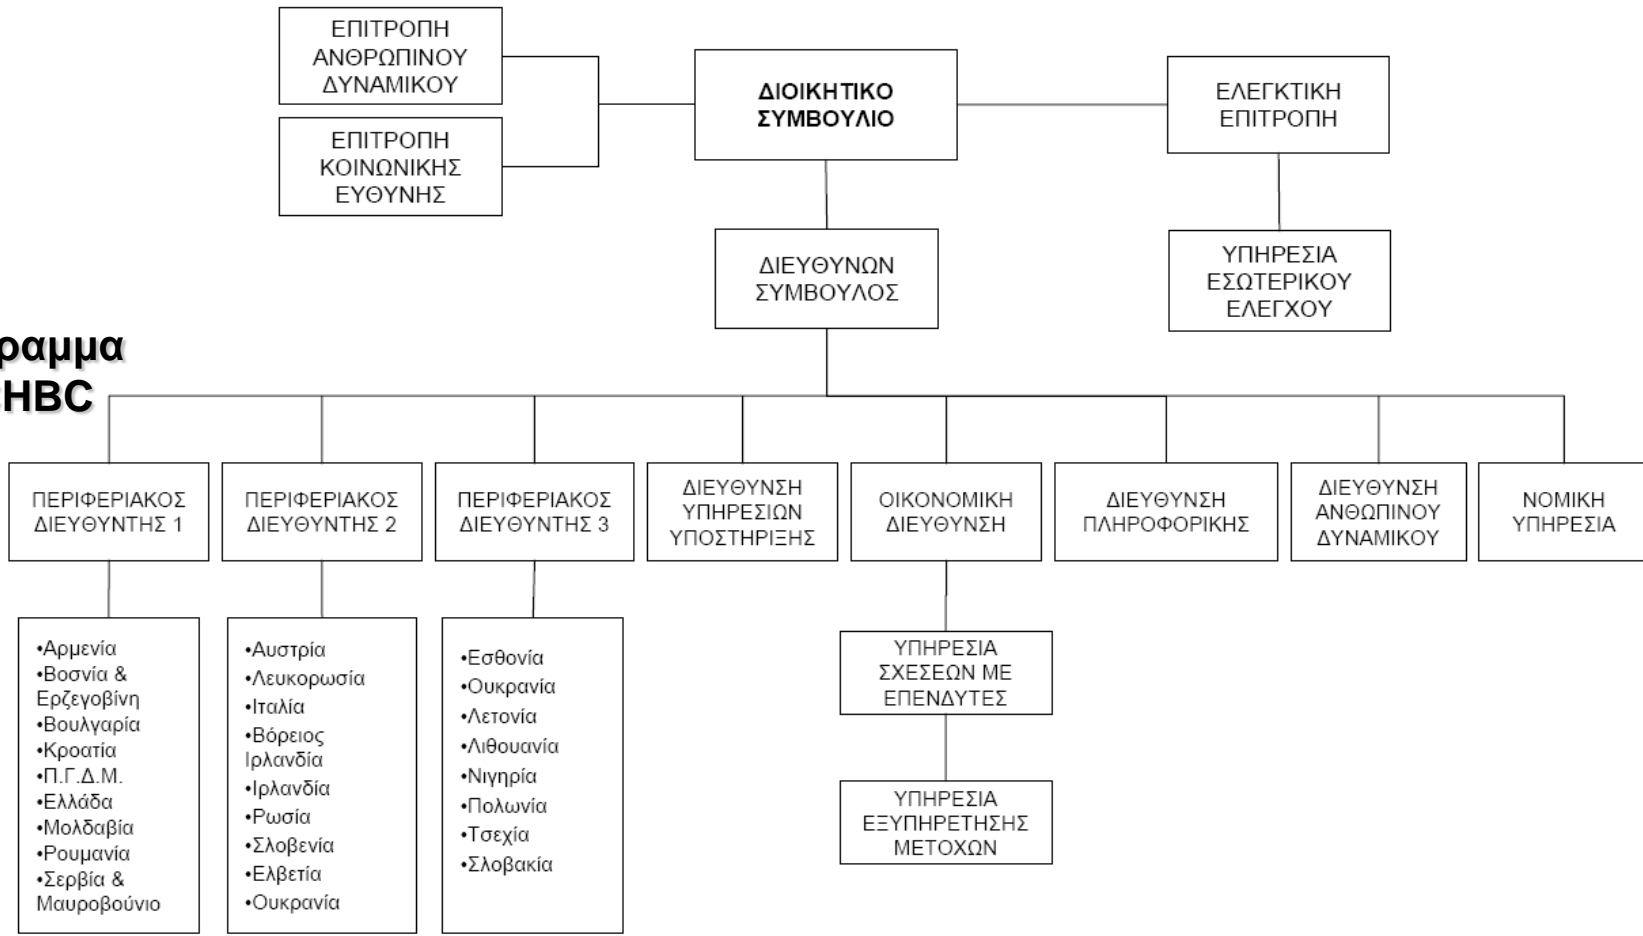 ΕΠΙΤΡΟΠΗ
ΑΝΘΡΩΠΙΝΟΥ
ΔΥΝΑΜΙΚΟΥ
ΕΠΙΤΡΟΠΗ
ΚΟΙΝΩΝΙΚΗΣ
ΕΥΘΥΝΗΣ
ΔΙΟΙΚΗΤΙΚΟ
ΣΥΜΒΟΥΛΙΟ
ΕΛΕΓΚΤΙΚΗ
ΕΠΙΤΡΟΠΗ
ΔΙΕΥΘΥΝΩΝ
ΣΥΜΒΟΥΛΟΣ
ΥΠΗΡΕΣΙΑ
ΕΣΩΤΕΡΙΚΟΥ
ΕΛΕΓΧΟΥ
ραμμα
HBC
ΠΕΡΙΦΕΡΙΑΚΟΣ
ΔΙΕΥΘΥΝΤΗΣ 1
ΠΕΡΙΦΕΡΙΑΚΟΣ
ΔΙΕΥΘΥΝΤΗΣ 2
ΠΕΡΙΦΕΡΙΑΚΟΣ
ΔΙΕΥΘΥΝΤΗΣ 3
ΔΙΕΥΘΥΝΣΗ
ΥΠΗΡΕΣΙΩΝ
ΥΠΟΣΤΗΡΙΞΗΣ
ΟΙΚΟΝΟΜΙΚΗ
ΔΙΕΥΘΥΝΣΗ
ΔΙΕΥΘΥΝΣΗ
ΠΛΗΡΟΦΟΡΙΚΗΣ
ΔΙΕΥΘΥΝΣΗ
ΑΝΘΩΠΙΝΟΥ
ΔΥΝΑΜΙΚΟΥ
ΝΟΜΙΚΗ
ΥΠΗΡΕΣΙΑ
•Αρμενία
•Βοσνία &
Ερζεγοβίνη
•Βουλγαρία
•Κροατία
•Π.Γ.Δ.Μ.
•Ελλάδα
•Μολδαβία
•Ρουμανία
•Σερβία &
Μαυροβούνιο
•Αυστρία
•Λευκορωσία
•Ιταλία
•Βόρειος
Ιρλανδία
•Ιρλανδία
•Ρωσία
•Σλοβενία
•Ελβετία
•Ουκρανία
•Εσθονία
•Ουκρανία
•Λετονία
•Λιθουανία
•Νιγηρία
•Πολωνία
•Τσεχία
•Σλοβακία
ΥΠΗΡΕΣΙΑ
ΣΧΕΣΕΩΝ ΜΕ
ΕΠΕΝΔΥΤΕΣ
ΥΠΗΡΕΣΙΑ
ΕΞΥΠΗΡΕΤΗΣΗΣ
ΜΕΤΟΧΩΝ